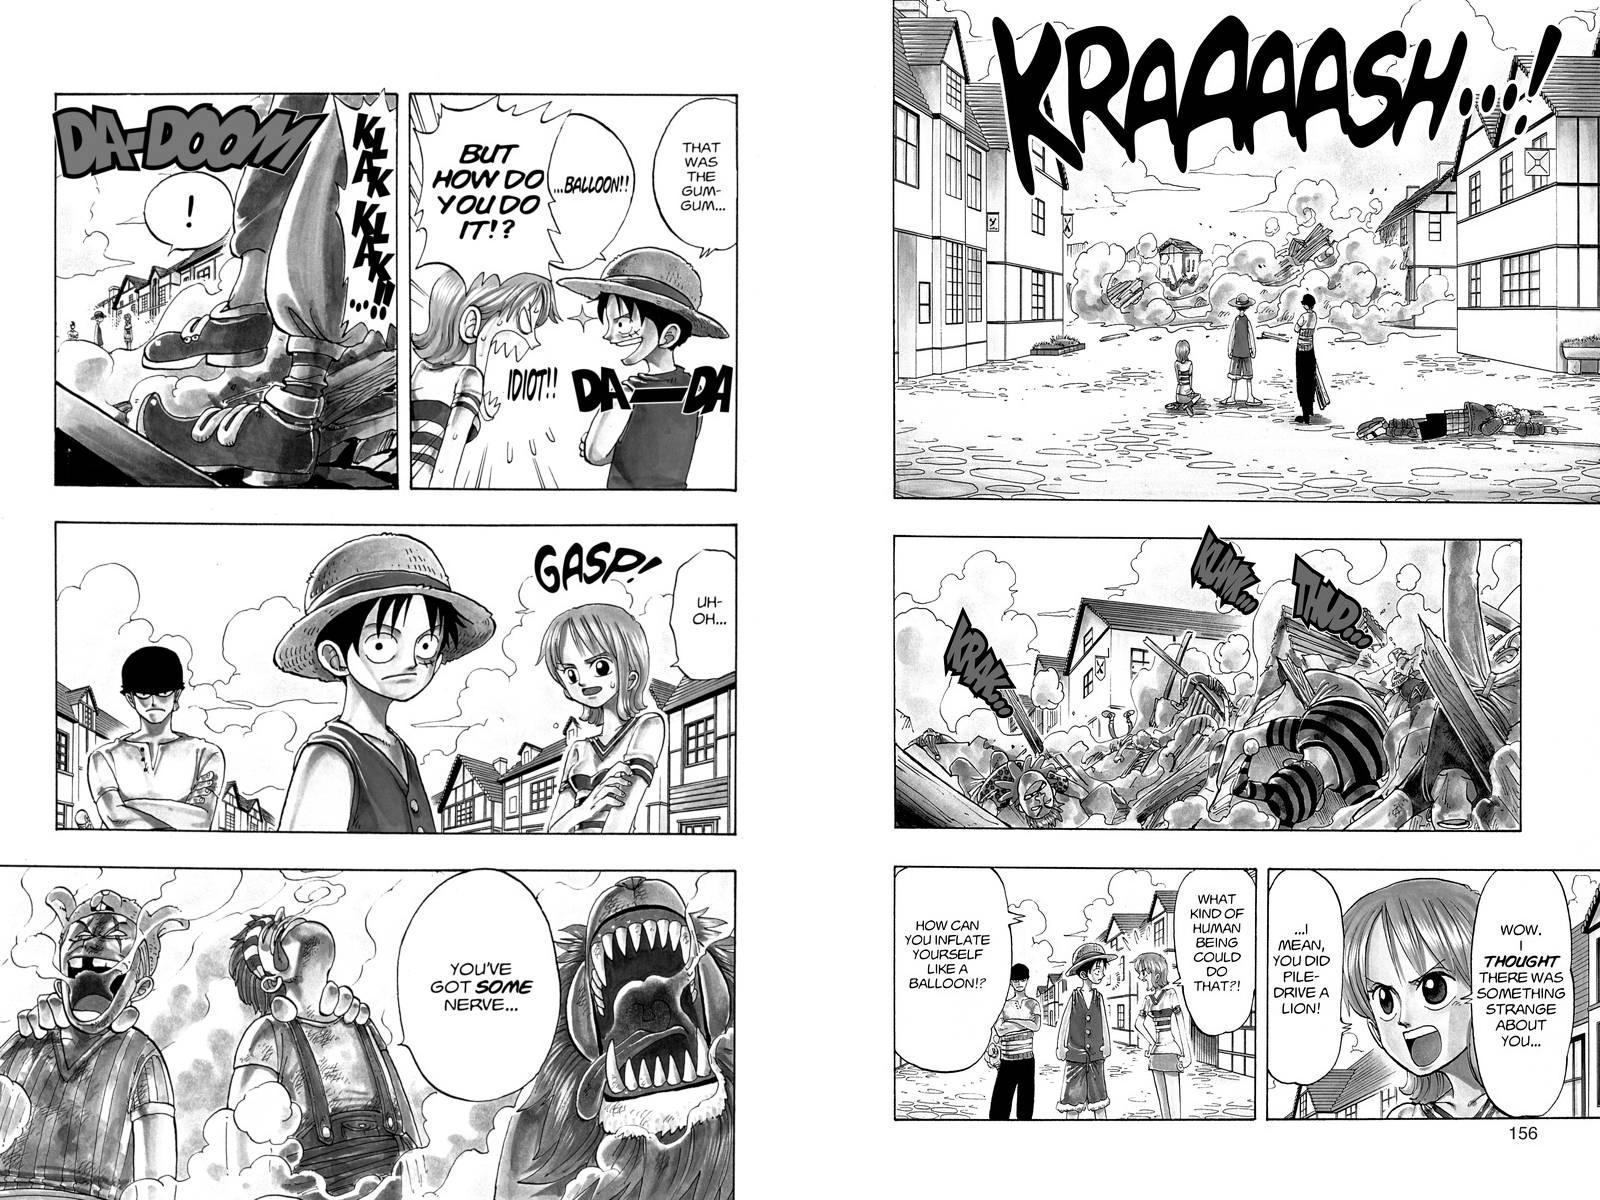 KRAAAASH...!
KRAK...
KLANK...
THUD...
WOW.
I
THOUGHT
THERE WAS
SOMETHING
STRANGE
ABOUT
YOU...
...I
MEAN,
YOU DID
PILE-
DRIVE A
LION!
WHAT
KIND OF
HUMAN
BEING
COULD
DO
THAT?!
HOW CAN
YOU INFLATE
YOURSELF
LIKE A
BALLOON!?
156
THAT
WAS
THE
GUM-
GUM...
...BALLOON!!
DA—DA
BUT
HOW DO
YOU DO
IT!?
IDIOT!!
KLAK KLAK!!...
DA-DOOM
!
UH-
OH...
GASP!
YOU'VE
GOT SOME
NERVE...